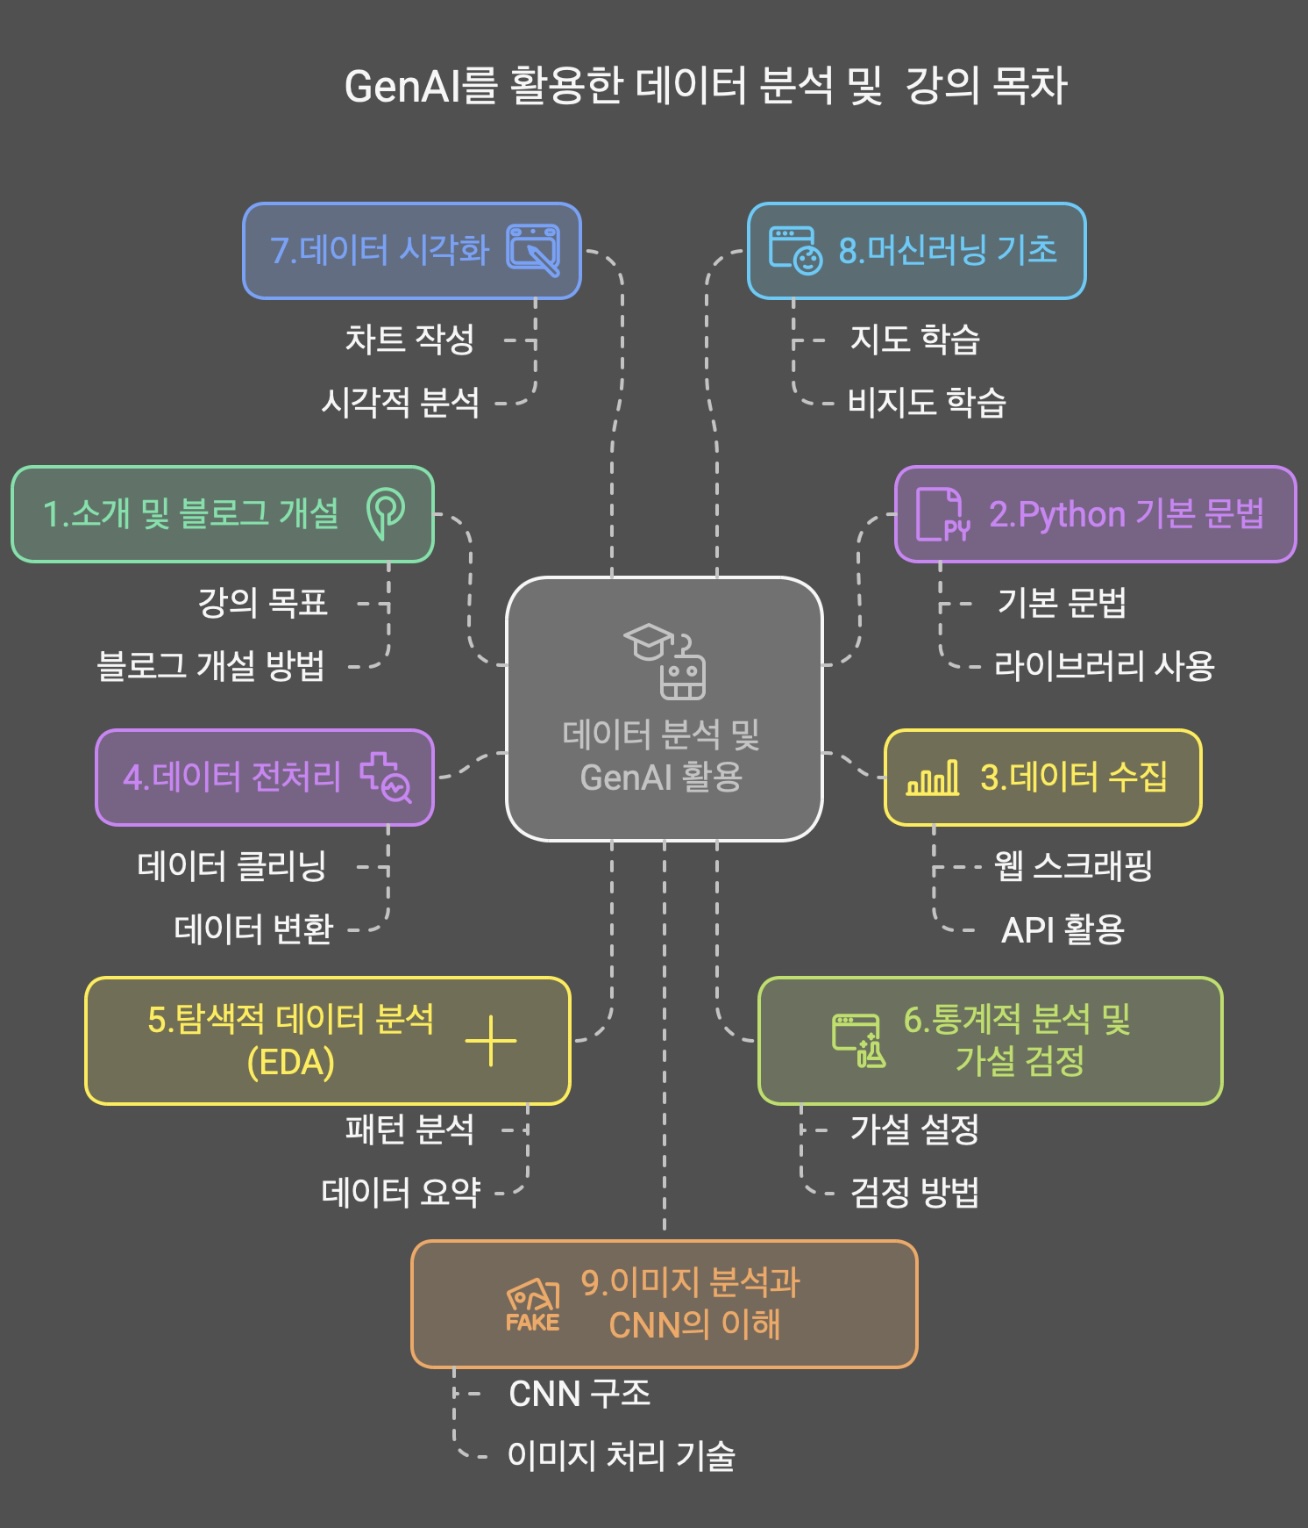 GenAI를 활용한 데이터 분석 및 강의 목차
7.데이터 시각화
차트 작성
시각적 분석
8.머신러닝 기초
지도 학습
비지도 학습
1.소개 및 블로그 개설
강의 목표
블로그 개설 방법
2.Python 기본 문법
PY
기본 문법
라이브러리 사용
데이터 분석 및
GenAI 활용
4.데이터 전처리
데이터 클리닝
데이터 변환
3.데이터 수집
웹 스크래핑
API 활용
5.탐색적 데이터 분석
(EDA)
패턴 분석
데이터 요약
6.통계적 분석 및
가설 검정
가설 설정
검정 방법
9.이미지 분석과
CNN의 이해
FAKE
CNN 구조
이미지 처리 기술